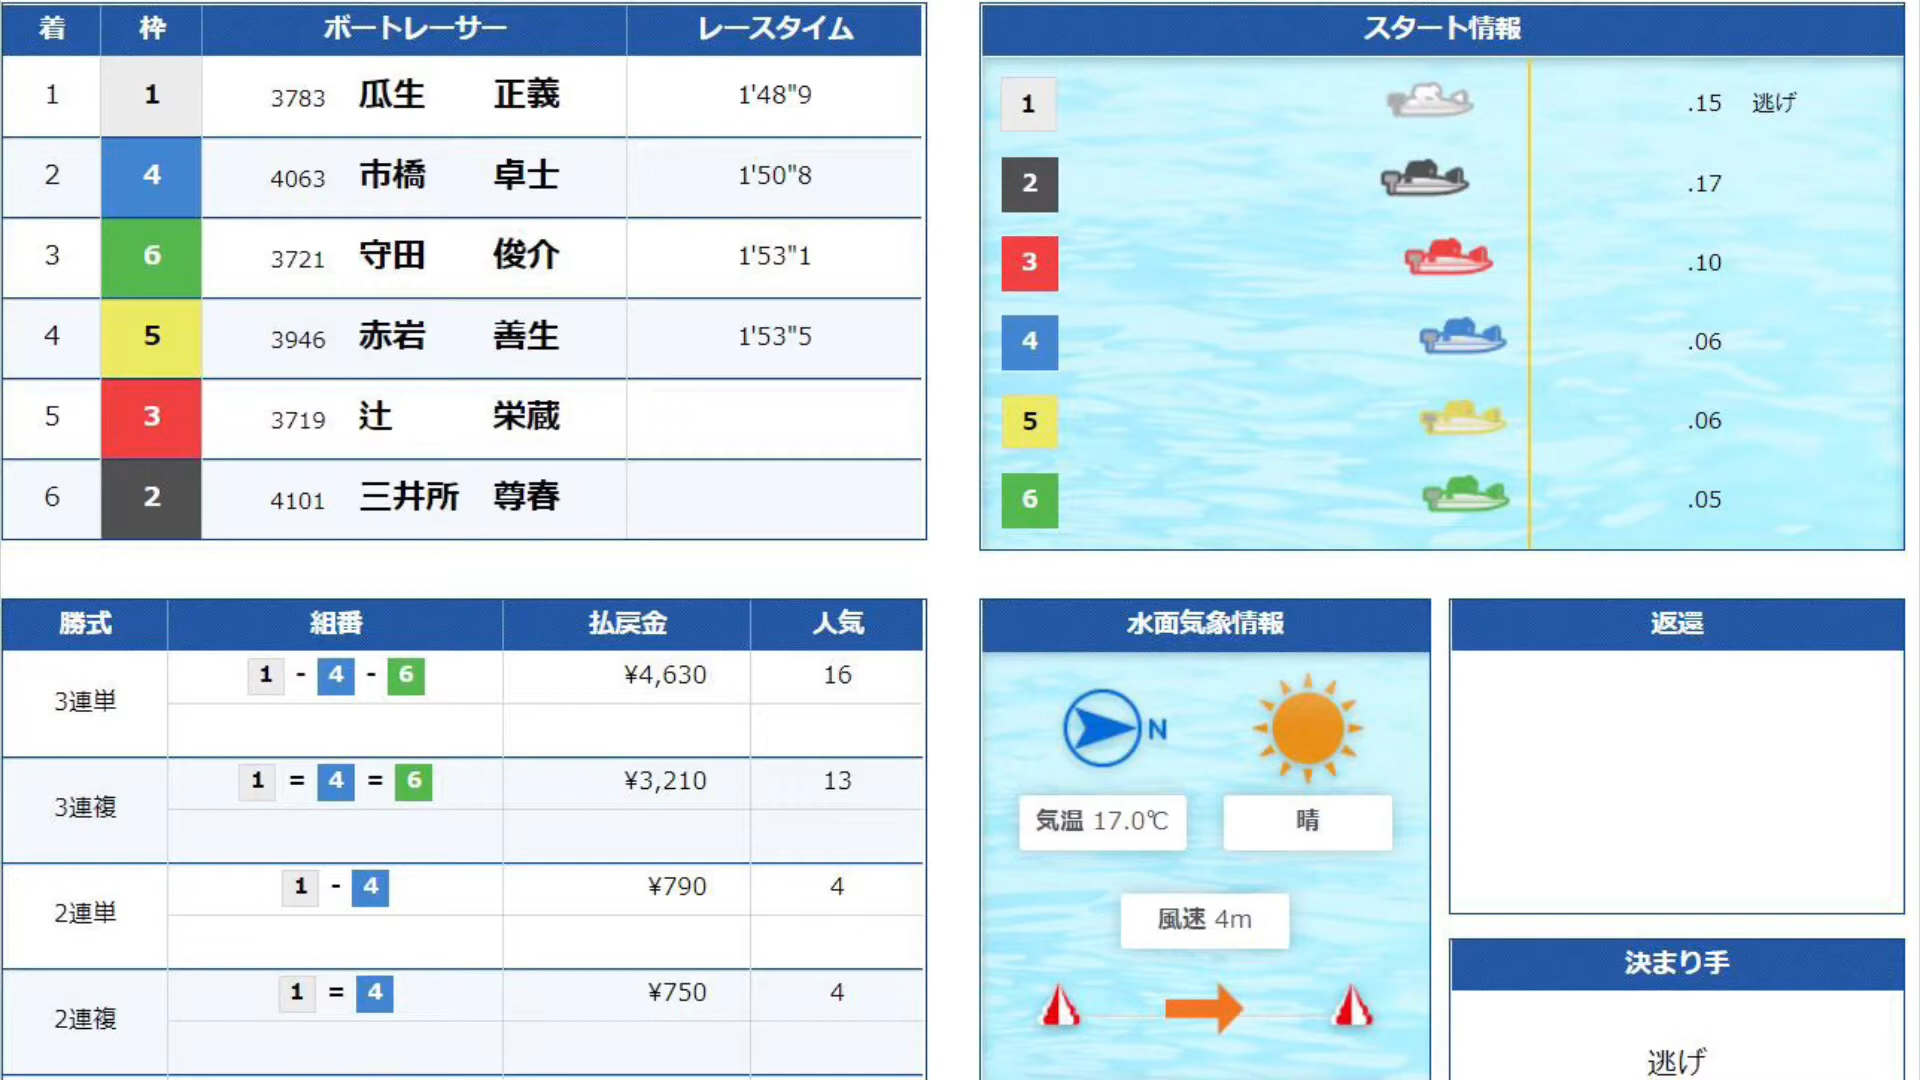 着 枠 ボートレーサー レースタイム
1 1 3783 瓜生 正義 1'48"9
2 4 4063 市橋 卓士 1'50"8
3 6 3721 守田 俊介 1'53"1
4 5 3946 赤岩 善生 1'53"5
5 3 3719 辻 栄蔵
6 2 4101 三井所 尊春
スタート情報
1 .15 逃げ
2 .17
3 .10
4 .06
5 .06
6 .05
勝式 組番 払戻金 人気
3連単 1 - 4 - 6 ¥4,630 16
3連複 1 = 4 = 6 ¥3,210 13
2連単 1 - 4 ¥790 4
2連複 1 = 4 ¥750 4
水面気象情報
N
気温 17.0℃ 晴
風速 4m
返還
決まり手
逃げ